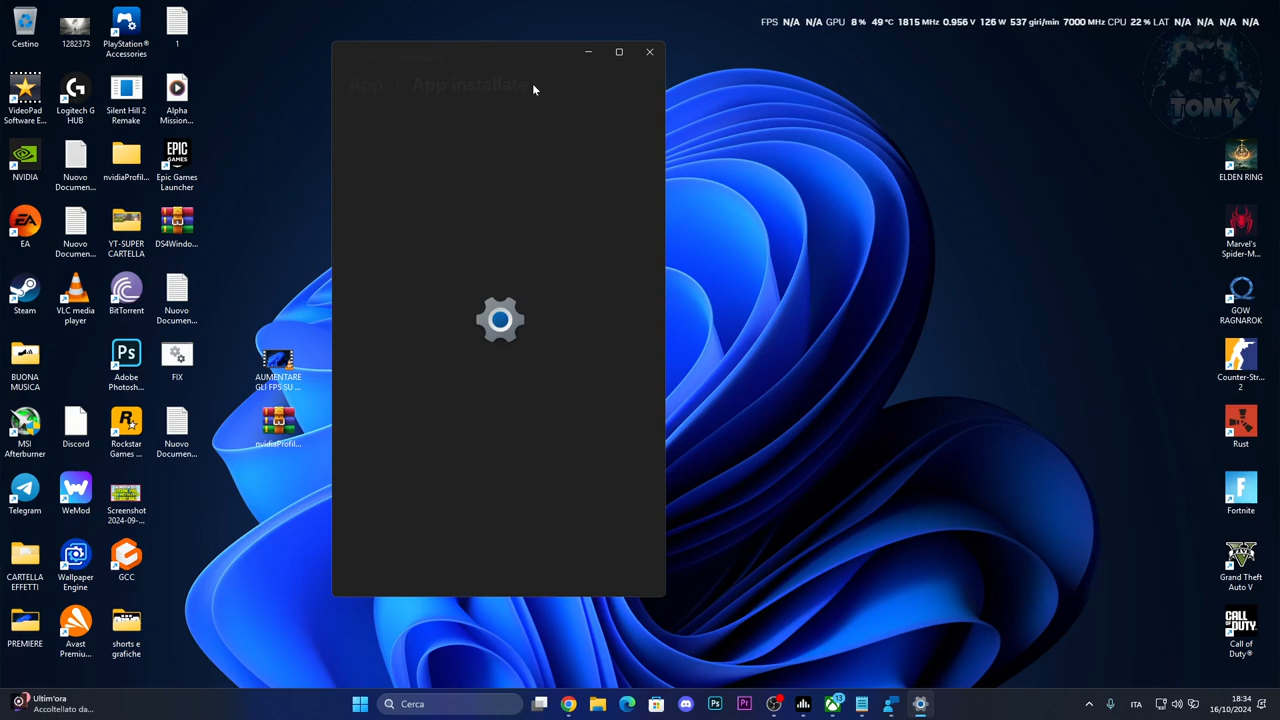 FPS N/A N/A GPU 8 % 49 °C 1815 MHz 0.956 V 126 W 537 giri/min 7000 MHz CPU 22 % LAT N/A N/A N/A N/A
App
App installate
Cestino
1282373
PlayStation®
Accessories
1
VideoPad
Software E...
Logitech G
HUB
Silent Hill 2
Remake
Alpha
Mission...
NVIDIA
Nuovo
Documen...
nvidiaProfil...
Epic Games
Launcher
EA
Nuovo
Documen...
YT-SUPER
CARTELLA
DS4Windo...
Steam
VLC media
player
BitTorrent
Nuovo
Documen...
BUONA
MUSICA
Adobe
Photosh...
FIX
AUMENTARE
GLI FPS SU ...
MSI
Afterburner
Discord
Rockstar
Games ...
Nuovo
Documen...
nvidiaProfil...
Telegram
WeMod
Screenshot
2024-09-...
CARTELLA
EFFETTI
Wallpaper
Engine
GCC
PREMIERE
Avast
Premiu...
shorts e
grafiche
TONY
ELDEN RING
Marvel's
Spider-M...
GOW
RAGNAROK
Counter-Str...
2
Rust
Fortnite
Grand Theft
Auto V
Call of
Duty®
Ultim'ora
Accoltellato da...
Cerca
13
ITA
18:34
16/10/2024